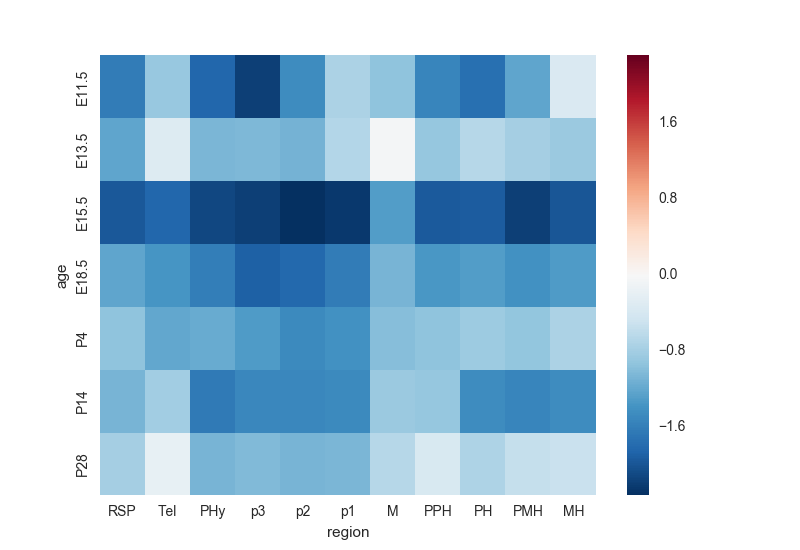 E11.5
E13.5
E15.5
E18.5
P4
P14
P28
age
RSP Tel PHy p3 p2 p1 M PPH PH PMH MH
region
1.6
0.8
0.0
−0.8
−1.6